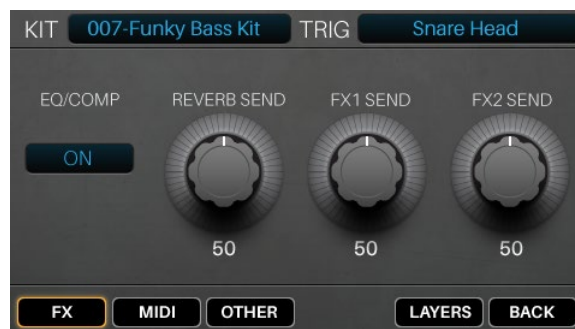 KIT 007-Funky Bass Kit TRIG Snare Head
EQ/COMP REVERB SEND FX1 SEND FX2 SEND
ON
50 50 50
FX MIDI OTHER LAYERS BACK